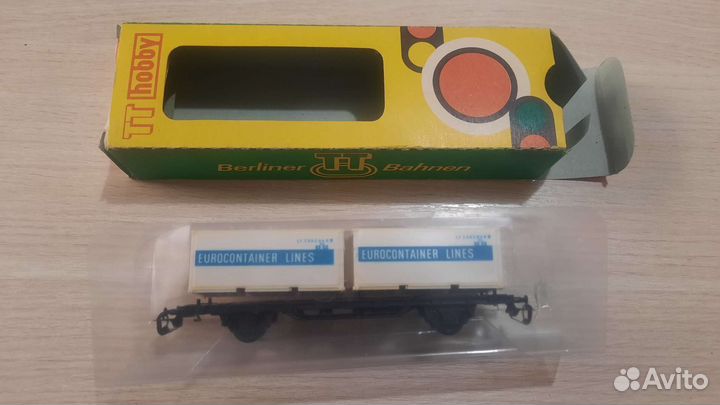 TT hobby
Berliner TT Bahnen
EUROCONTAINER LINES
EUROCONTAINER LINES
Avito